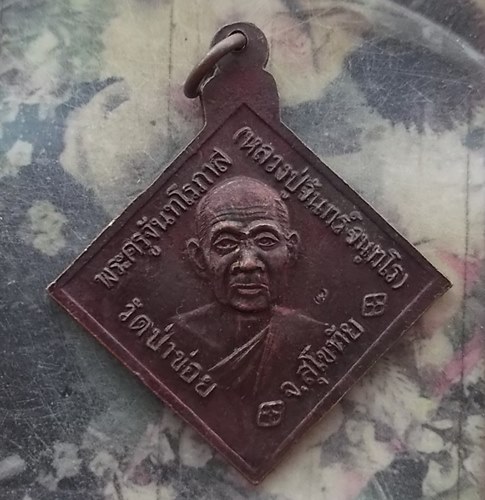 พระครูจันทโรภาส
(หลวงปู่จันทร์ จนฺทโร)
วัดป่าข่อย
จ.สุโขทัย